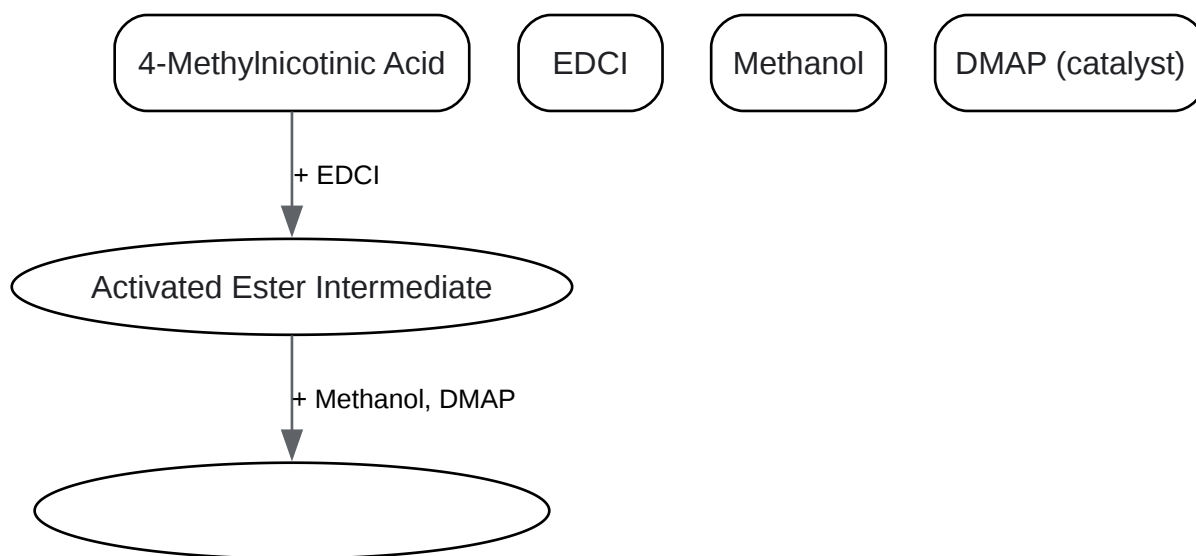 4-Methylnicotinic Acid
EDCI
Methanol
DMAP (catalyst)
+ EDCI
Activated Ester Intermediate
+ Methanol, DMAP